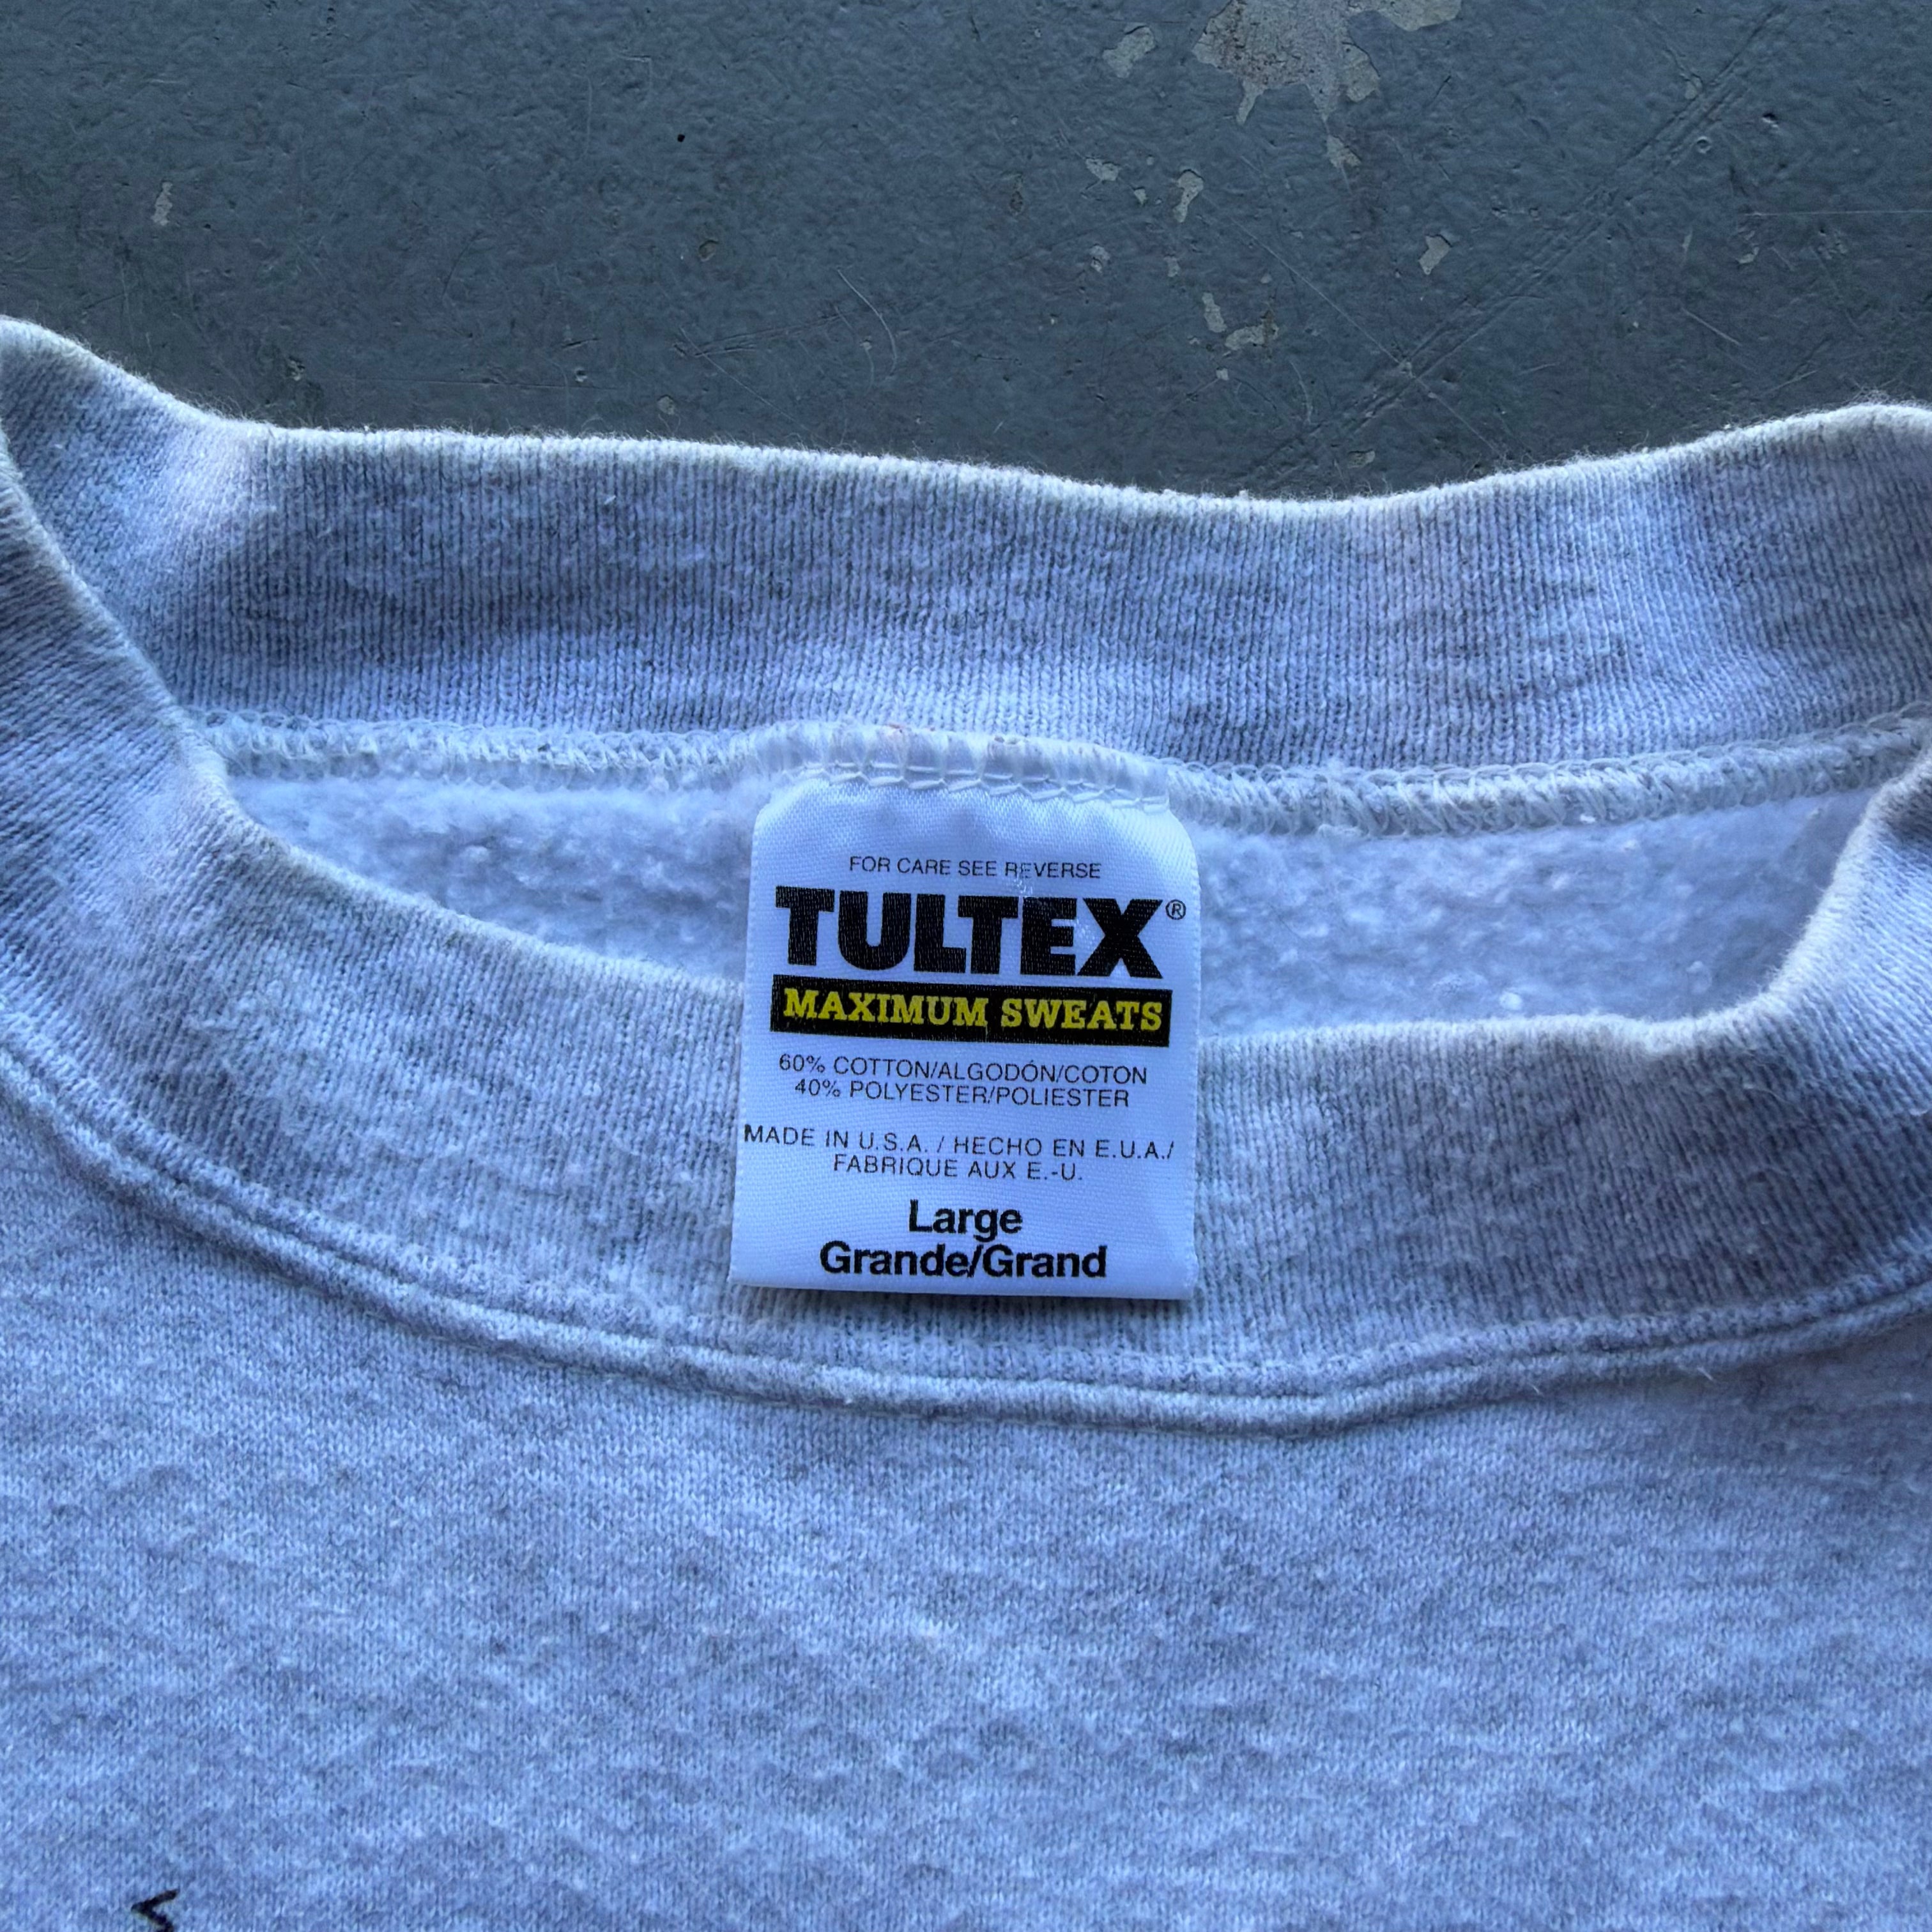 FOR CARE SEE REVERSE
TULTEX®
MAXIMUM SWEATS
60% COTTON/ALGODÓN/COTON
40% POLYESTER/POLIESTER
MADE IN U.S.A. / HECHO EN E.U.A./
FABRIQUE AUX E.-U.
Large
Grande/Grand